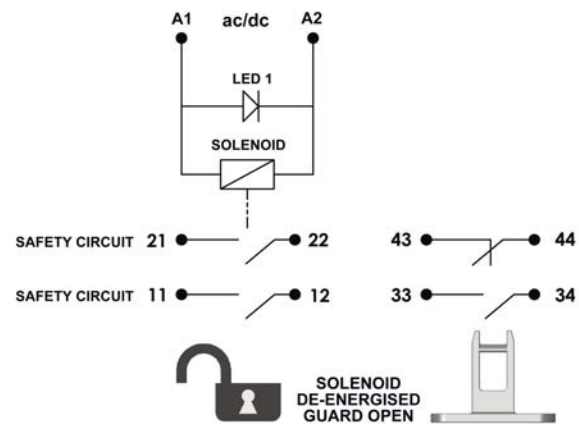 A1 ac/dc A2
LED 1
SOLENOID
SAFETY CIRCUIT 21 22 43 44
SAFETY CIRCUIT 11 12 33 34
SOLENOID
DE-ENERGISED
GUARD OPEN